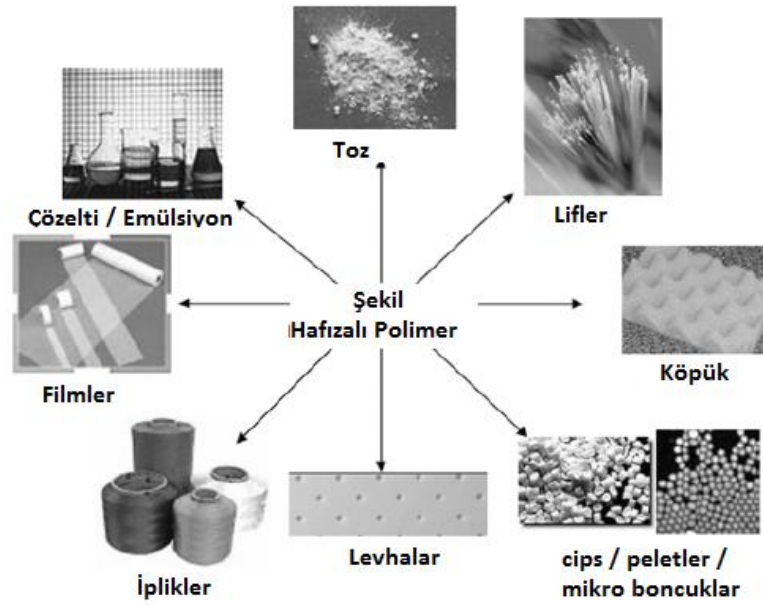 Toz
Çözelti / Emülsiyon
Lifler
Şekil
Hafızalı Polimer
Filmler
Köpük
İplikler
Levhalar
cips / peletler /
mikro boncuklar